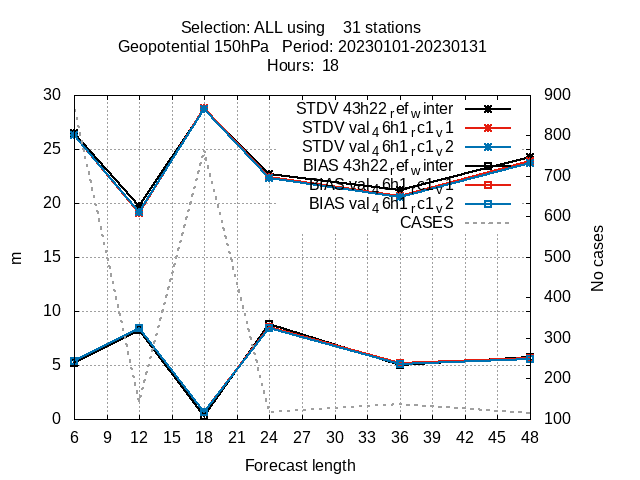 Selection: ALL using 31 stations
Geopotential 150hPa Period: 20230101-20230131
Hours: 18
30
25
20
15
10
5
0
m
900
800
700
600
500
400
300
200
100
No cases
STDV 43h22_ref_winter
STDV val_46h1_rc1_v1
STDV val_46h1_rc1_v2
BIAS 43h22_ref_winter
BIAS val_46h1_rc1_v1
BIAS val_46h1_rc1_v2
CASES
6 9 12 15 18 21 24 27 30 33 36 39 42 45 48
Forecast length